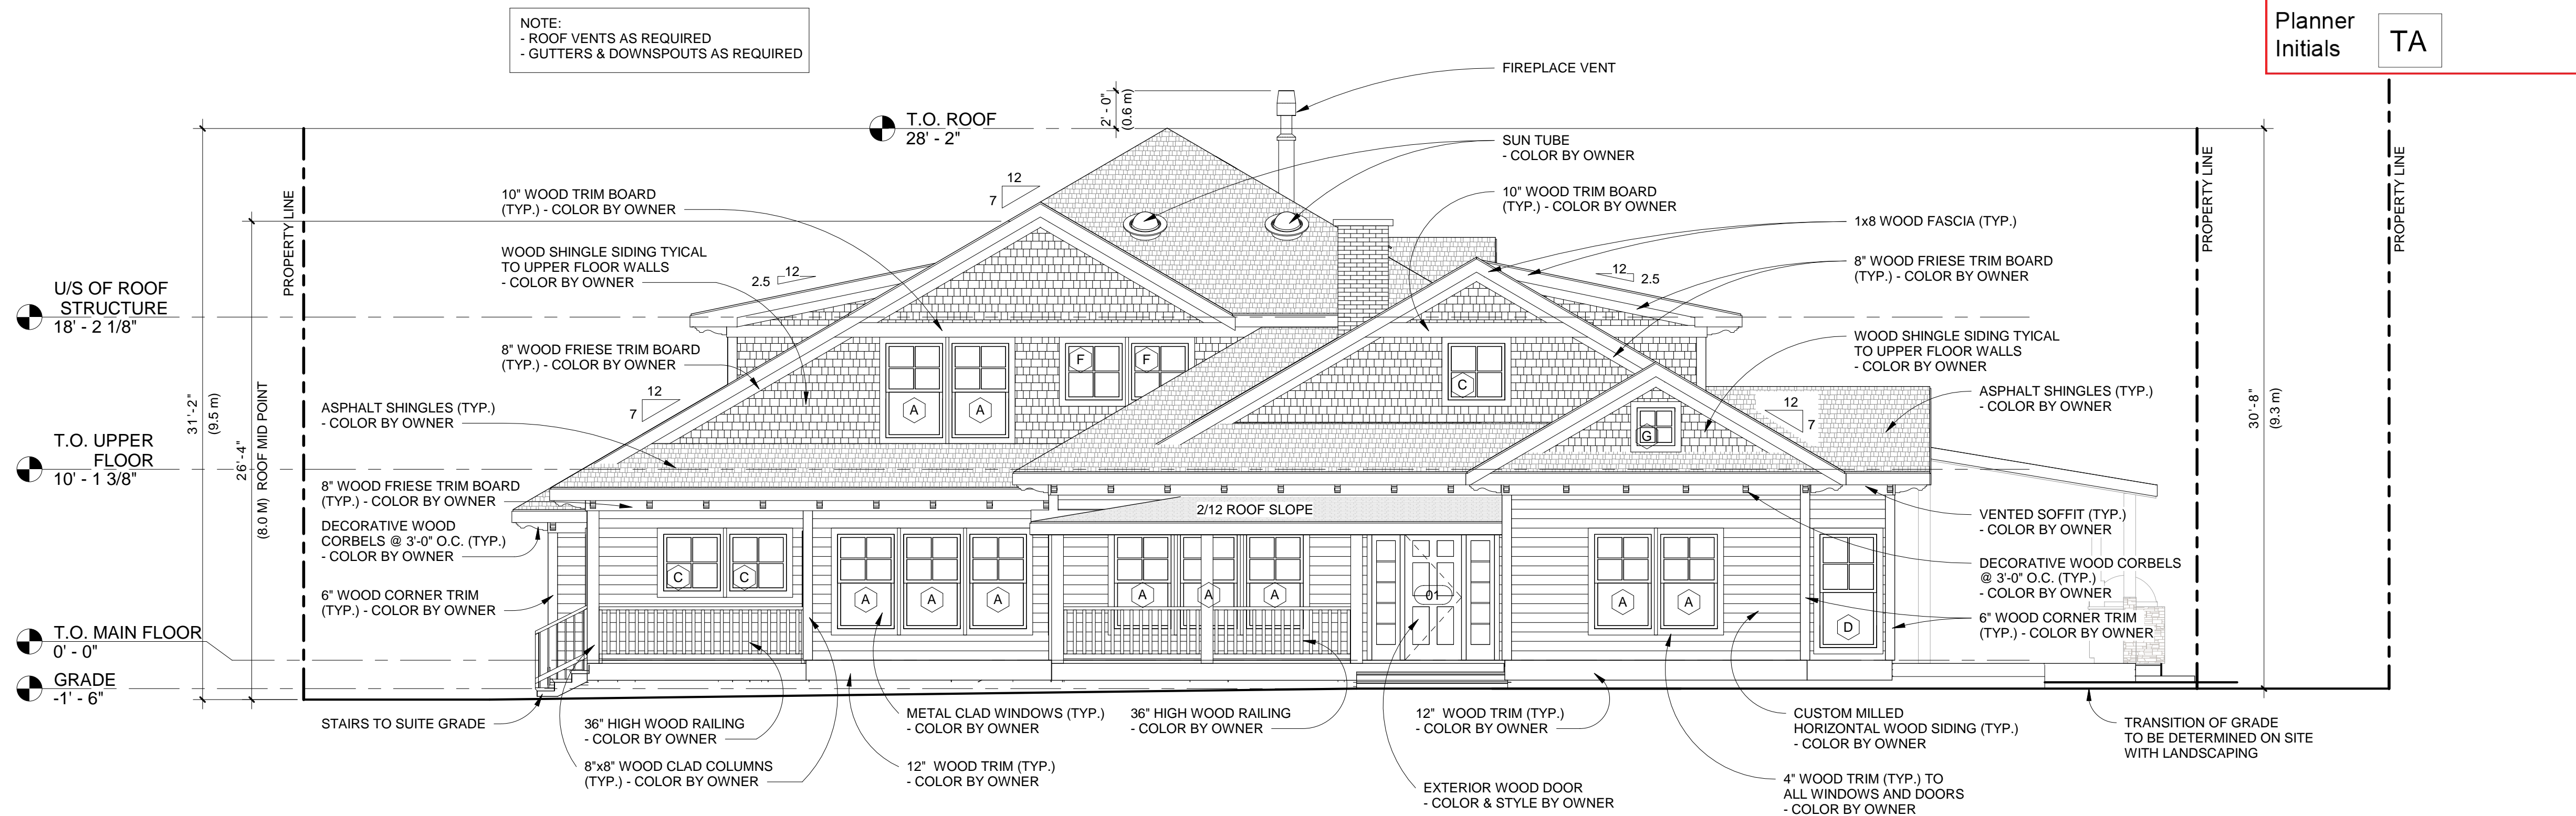 NOTE:
- ROOF VENTS AS REQUIRED
- GUTTERS & DOWNSPOUTS AS REQUIRED
Planner
Initials
TA
FIREPLACE VENT
2' - 0"
(0.6 m)
T.O. ROOF
28' - 2"
SUN TUBE
- COLOR BY OWNER
PROPERTY LINE
PROPERTY LINE
PROPERTY LINE
12
7
10" WOOD TRIM BOARD
(TYP.) - COLOR BY OWNER
10" WOOD TRIM BOARD
(TYP.) - COLOR BY OWNER
1x8 WOOD FASCIA (TYP.)
WOOD SHINGLE SIDING TYICAL
TO UPPER FLOOR WALLS
- COLOR BY OWNER
12
2.5
12
2.5
8" WOOD FRIESE TRIM BOARD
(TYP.) - COLOR BY OWNER
U/S OF ROOF
STRUCTURE
18' - 2 1/8"
8" WOOD FRIESE TRIM BOARD
(TYP.) - COLOR BY OWNER
F
F
C
WOOD SHINGLE SIDING TYICAL
TO UPPER FLOOR WALLS
- COLOR BY OWNER
12
7
A
A
G
12
7
ASPHALT SHINGLES (TYP.)
- COLOR BY OWNER
ASPHALT SHINGLES (TYP.)
- COLOR BY OWNER
31'-2"
(9.5 m)
26'-4"
(8.0 M) ROOF MID POINT
30'-8"
(9.3 m)
T.O. UPPER
FLOOR
10' - 1 3/8"
8" WOOD FRIESE TRIM BOARD
(TYP.) - COLOR BY OWNER
2/12 ROOF SLOPE
VENTED SOFFIT (TYP.)
- COLOR BY OWNER
DECORATIVE WOOD
CORBELS @ 3'-0" O.C. (TYP.)
- COLOR BY OWNER
DECORATIVE WOOD CORBELS
@ 3'-0" O.C. (TYP.)
- COLOR BY OWNER
C
C
A
A
A
A
A
A
01
A
A
D
6" WOOD CORNER TRIM
(TYP.) - COLOR BY OWNER
6" WOOD CORNER TRIM
(TYP.) - COLOR BY OWNER
T.O. MAIN FLOOR
0' - 0"
GRADE
-1' - 6"
STAIRS TO SUITE GRADE
36" HIGH WOOD RAILING
- COLOR BY OWNER
8"x8" WOOD CLAD COLUMNS
(TYP.) - COLOR BY OWNER
METAL CLAD WINDOWS (TYP.)
- COLOR BY OWNER
12" WOOD TRIM (TYP.)
- COLOR BY OWNER
36" HIGH WOOD RAILING
- COLOR BY OWNER
12" WOOD TRIM (TYP.)
- COLOR BY OWNER
EXTERIOR WOOD DOOR
- COLOR & STYLE BY OWNER
CUSTOM MILLED
HORIZONTAL WOOD SIDING (TYP.)
- COLOR BY OWNER
4" WOOD TRIM (TYP.) TO
ALL WINDOWS AND DOORS
- COLOR BY OWNER
TRANSITION OF GRADE
TO BE DETERMINED ON SITE
WITH LANDSCAPING